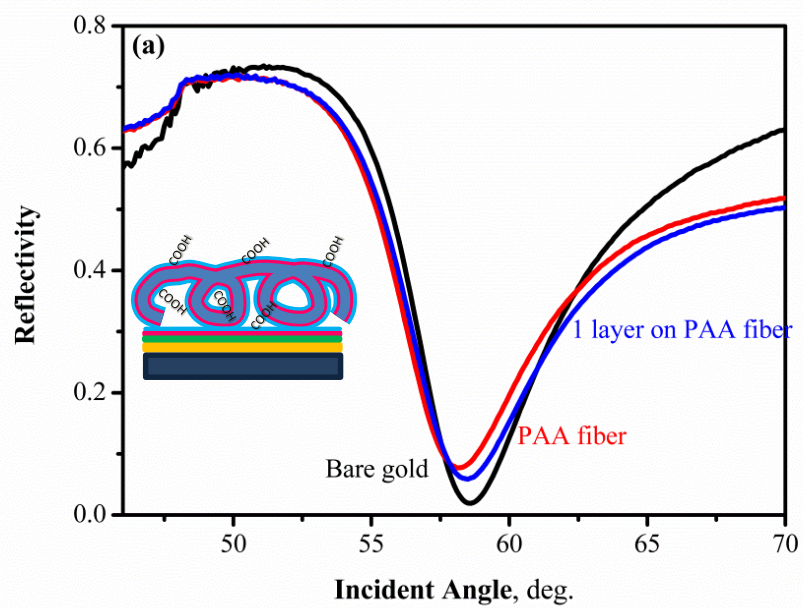 (a)
0.8
0.6
0.4
0.2
0.0
Reflectivity
COOH
COOH
COOH
COOH
COOH
COOH
1 layer on PAA fiber
PAA fiber
Bare gold
50
55
60
65
70
Incident Angle, deg.